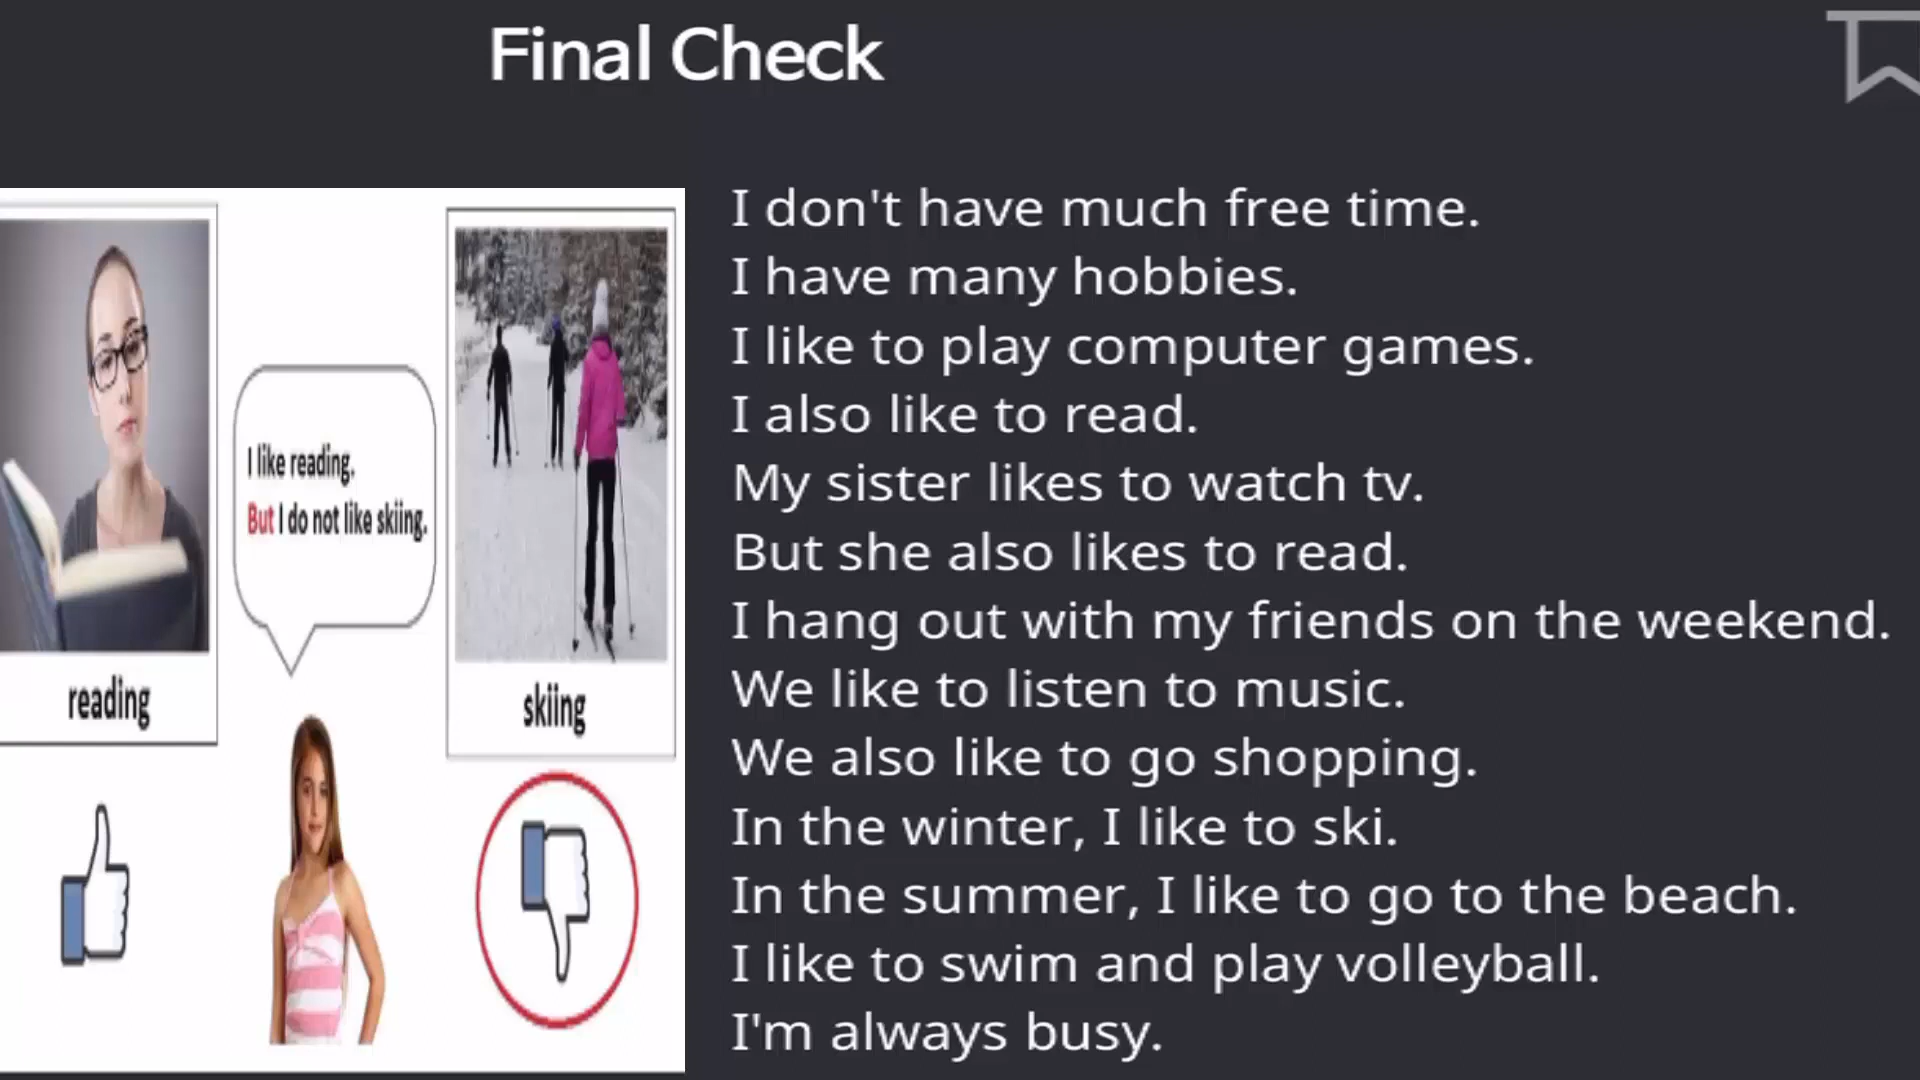 Final Check
I like reading.
But I do not like skiing.
reading
skiing
I don't have much free time.
I have many hobbies.
I like to play computer games.
I also like to read.
My sister likes to watch tv.
But she also likes to read.
I hang out with my friends on the weekend.
We like to listen to music.
We also like to go shopping.
In the winter, I like to ski.
In the summer, I like to go to the beach.
I like to swim and play volleyball.
I'm always busy.